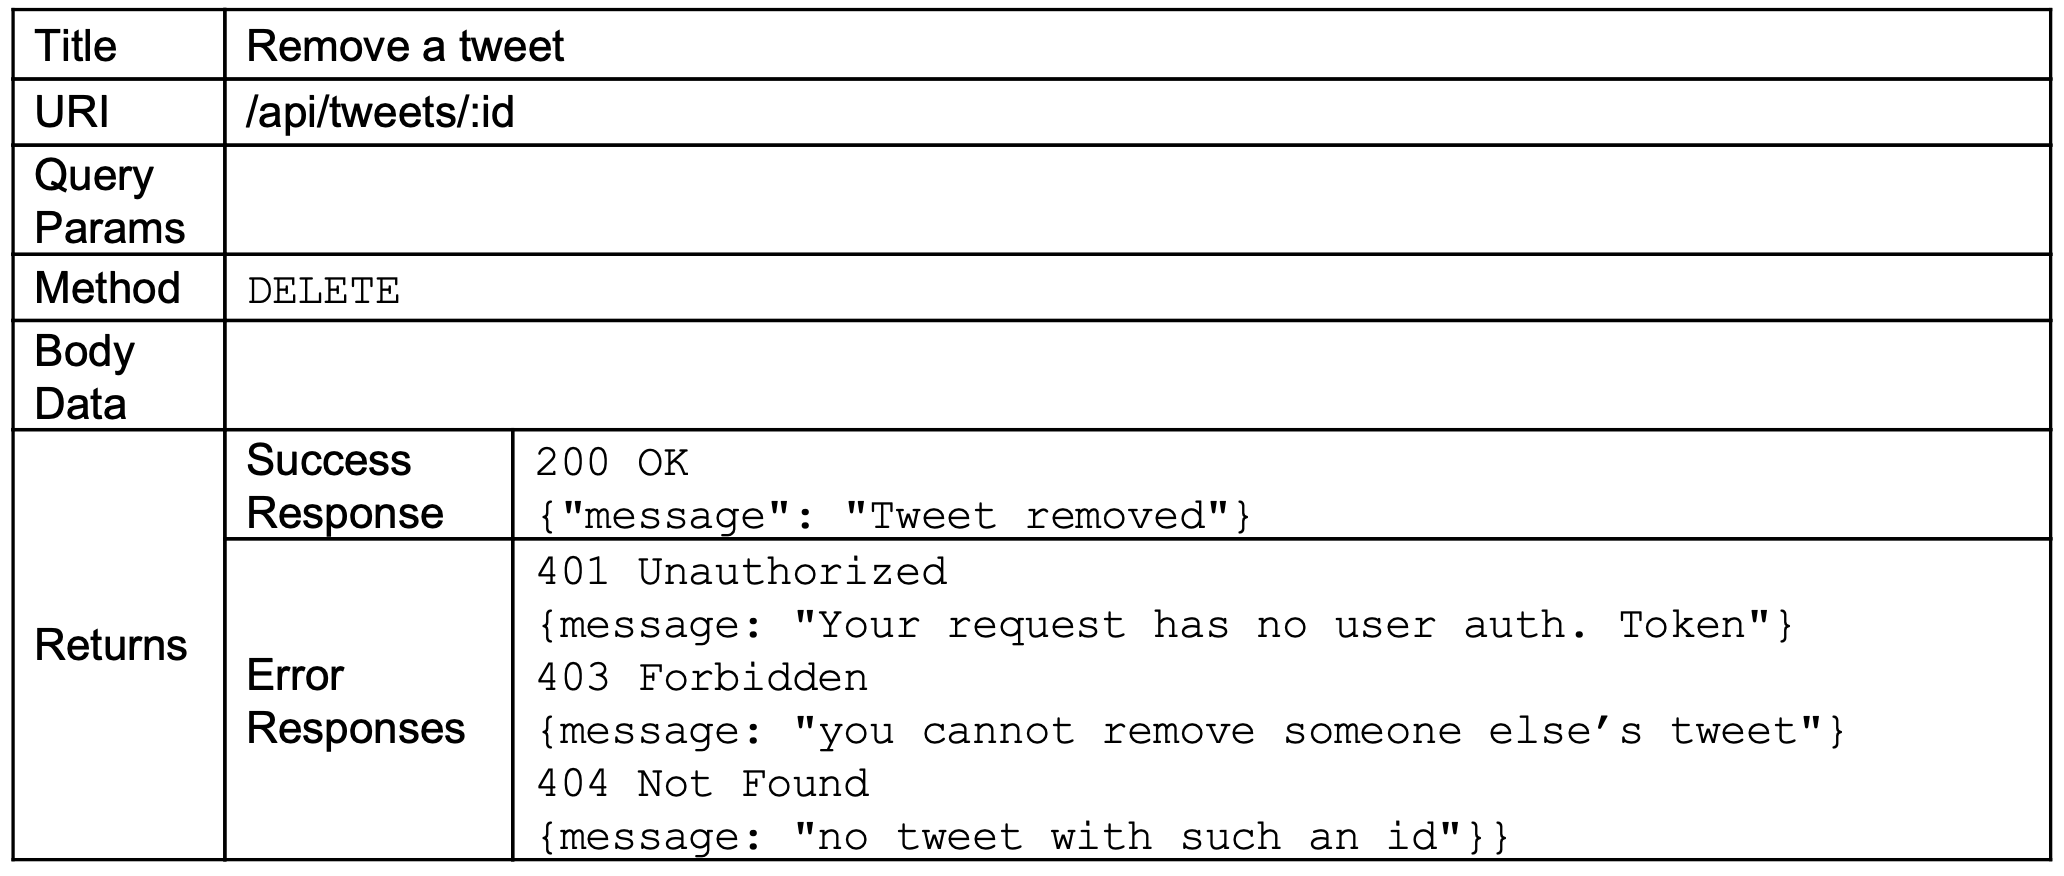 Title Remove a tweet
URI /api/tweets/:id
Query
Params
Method DELETE
Body
Data
Returns
Success
Response
200 OK
{"message": "Tweet removed"}
Error
Responses
401 Unauthorized
{message: "Your request has no user auth. Token"}
403 Forbidden
{message: "you cannot remove someone else’s tweet"}
404 Not Found
{message: "no tweet with such an id"}}